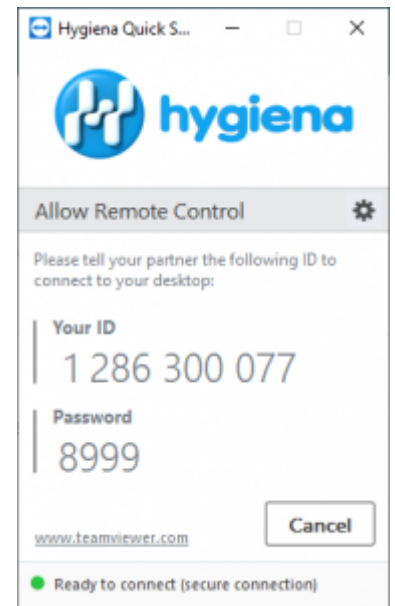 Hygiena Quick S...
hygiena
Allow Remote Control
Please tell your partner the following ID to
connect to your desktop:
Your ID
1 286 300 077
Password
8999
www.teamviewer.com
Cancel
Ready to connect (secure connection)